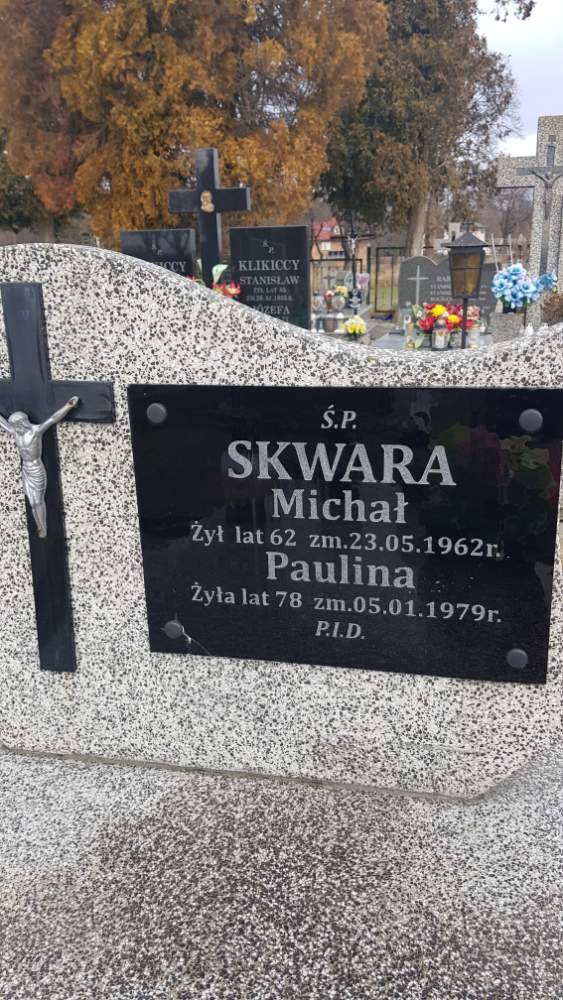 Ś.P.
SKWARA
Michał
Żył lat 62 zm.23.05.1962r.
Paulina
Żyła lat 78 zm.05.01.1979r.
P.I.D.
Ś. P.
KLIKICCY
STANISŁAW